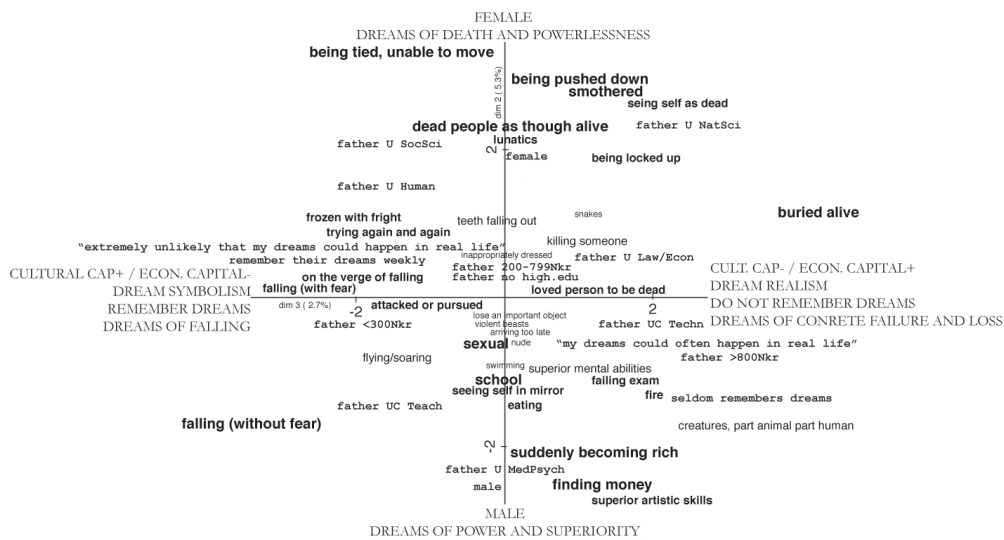 FEMALE
DREAMS OF DEATH AND POWERLESSNESS
being tied, unable to move
dim 2 ( 5.3%)
being pushed down
smothered
seing self as dead
dead people as though alive
father U NatSci
lunatics
father U SocSci
2
female
being locked up
father U Human
frozen with fright
teeth falling out
snakes
buried alive
trying again and again
killing someone
"extremely unlikely that my dreams could happen in real life"
inappropriately dressed
remember their dreams weekly
father U Law/Econ
father 200-799Nkr
CULTURAL CAP+ / ECON. CAPITAL-
on the verge of falling
father no high.edu
CULT. CAP- / ECON. CAPITAL+
DREAM SYMBOLISM
falling (with fear)
loved person to be dead
DREAM REALISM
REMEMBER DREAMS
dim 3 ( 2.7%)
-2
attacked or pursued
2
DO NOT REMEMBER DREAMS
DREAMS OF FALLING
father <300Nkr
lose an important object
violent beasts
father UC Techn
DREAMS OF CONRETE FAILURE AND LOSS
arriving too late
sexual
nude
"my dreams could often happen in real life"
flying/soaring
father >800Nkr
swimming
superior mental abilities
school
failing exam
seeing self in mirror
fire
seldom remembers dreams
father UC Teach
eating
falling (without fear)
creatures, part animal part human
-2
suddenly becoming rich
father U MedPsych
male
finding money
superior artistic skills
MALE
DREAMS OF POWER AND SUPERIORITY